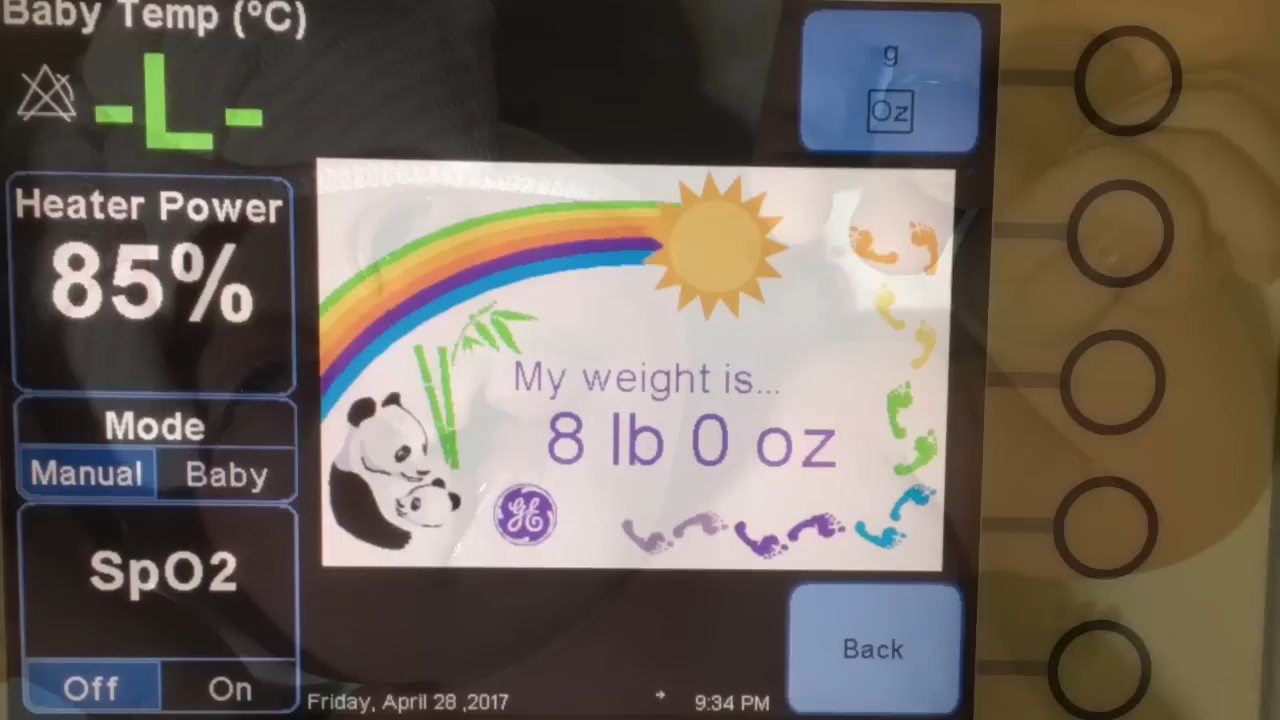 Baby Temp (°C)
-L-
Heater Power
85%
Mode
Manual Baby
SpO2
Off On
g
Oz
My weight is...
8 lb 0 oz
GE
Back
Friday, April 28 ,2017
9:34 PM